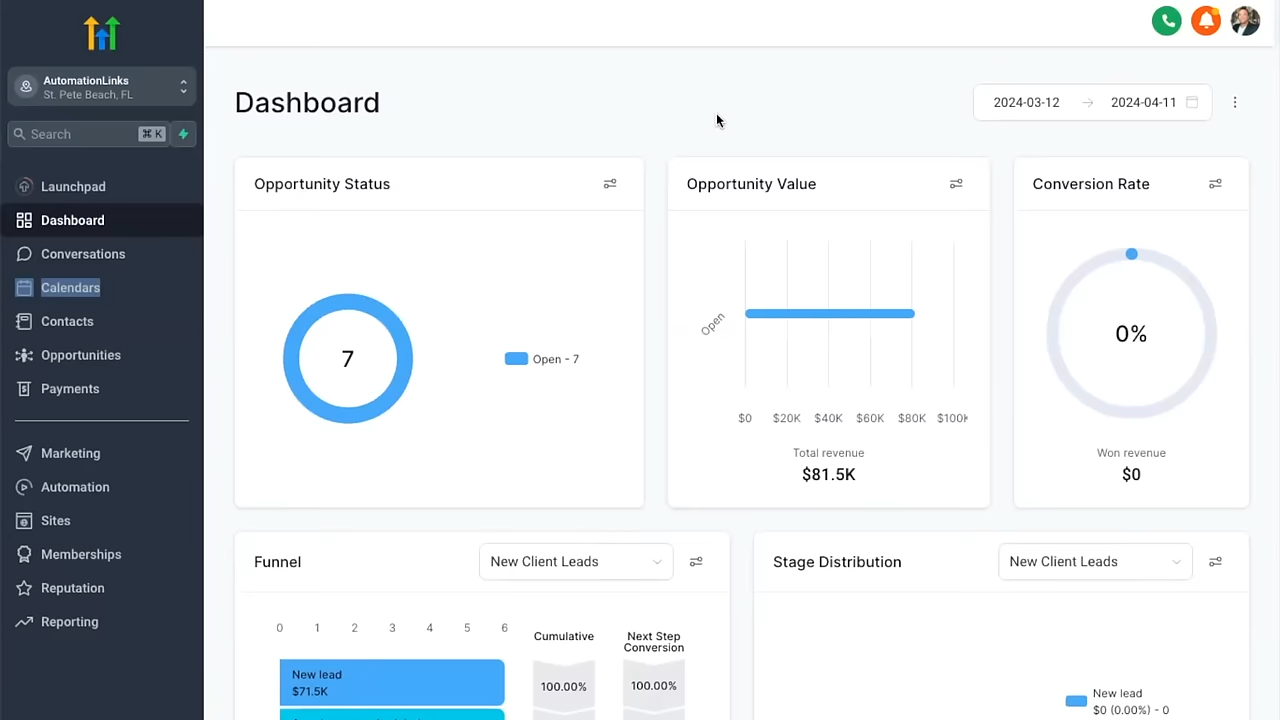 AutomationLinks
St. Pete Beach, FL
Search
⌘ K
Launchpad
Dashboard
Conversations
Calendars
Contacts
Opportunities
Payments
Marketing
Automation
Sites
Memberships
Reputation
Reporting
Dashboard
2024-03-12 → 2024-04-11
Opportunity Status
7
Open - 7
Opportunity Value
Open
$0 $20K $40K $60K $80K $100K
Total revenue
$81.5K
Conversion Rate
0%
Won revenue
$0
Funnel
New Client Leads
0 1 2 3 4 5 6
Cumulative
Next Step
Conversion
New lead
$71.5K
100.00%
100.00%
Stage Distribution
New Client Leads
New lead
$0 (0.00%) - 0